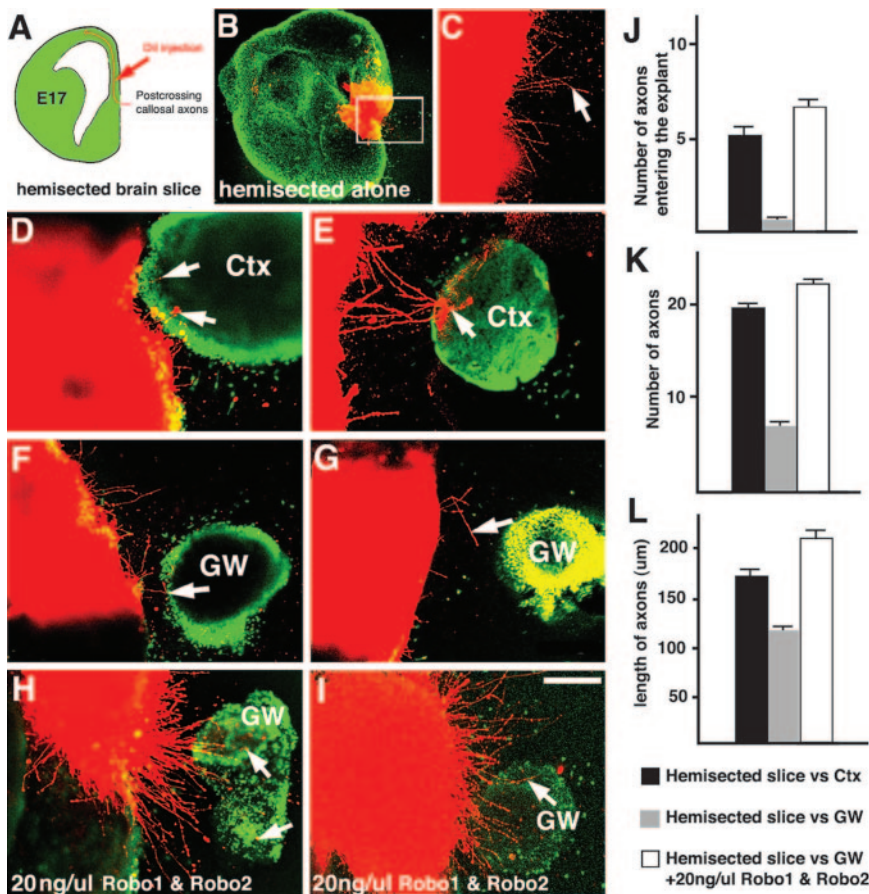 A
DiI injection
E17
Postcrossing
callosal axons
hemisected brain slice
B
hemisected alone
C
D
Ctx
E
Ctx
F
GW
G
GW
H
GW
20ng/ul Robo1 & Robo2
I
GW
20ng/ul Robo1 & Robo2
J
Number of axons
entering the explant
10
5
K
Number of axons
20
10
L
length of axons (um)
200
150
100
50
Hemisected slice vs Ctx
Hemisected slice vs GW
Hemisected slice vs GW
+20ng/ul Robo1 & Robo2